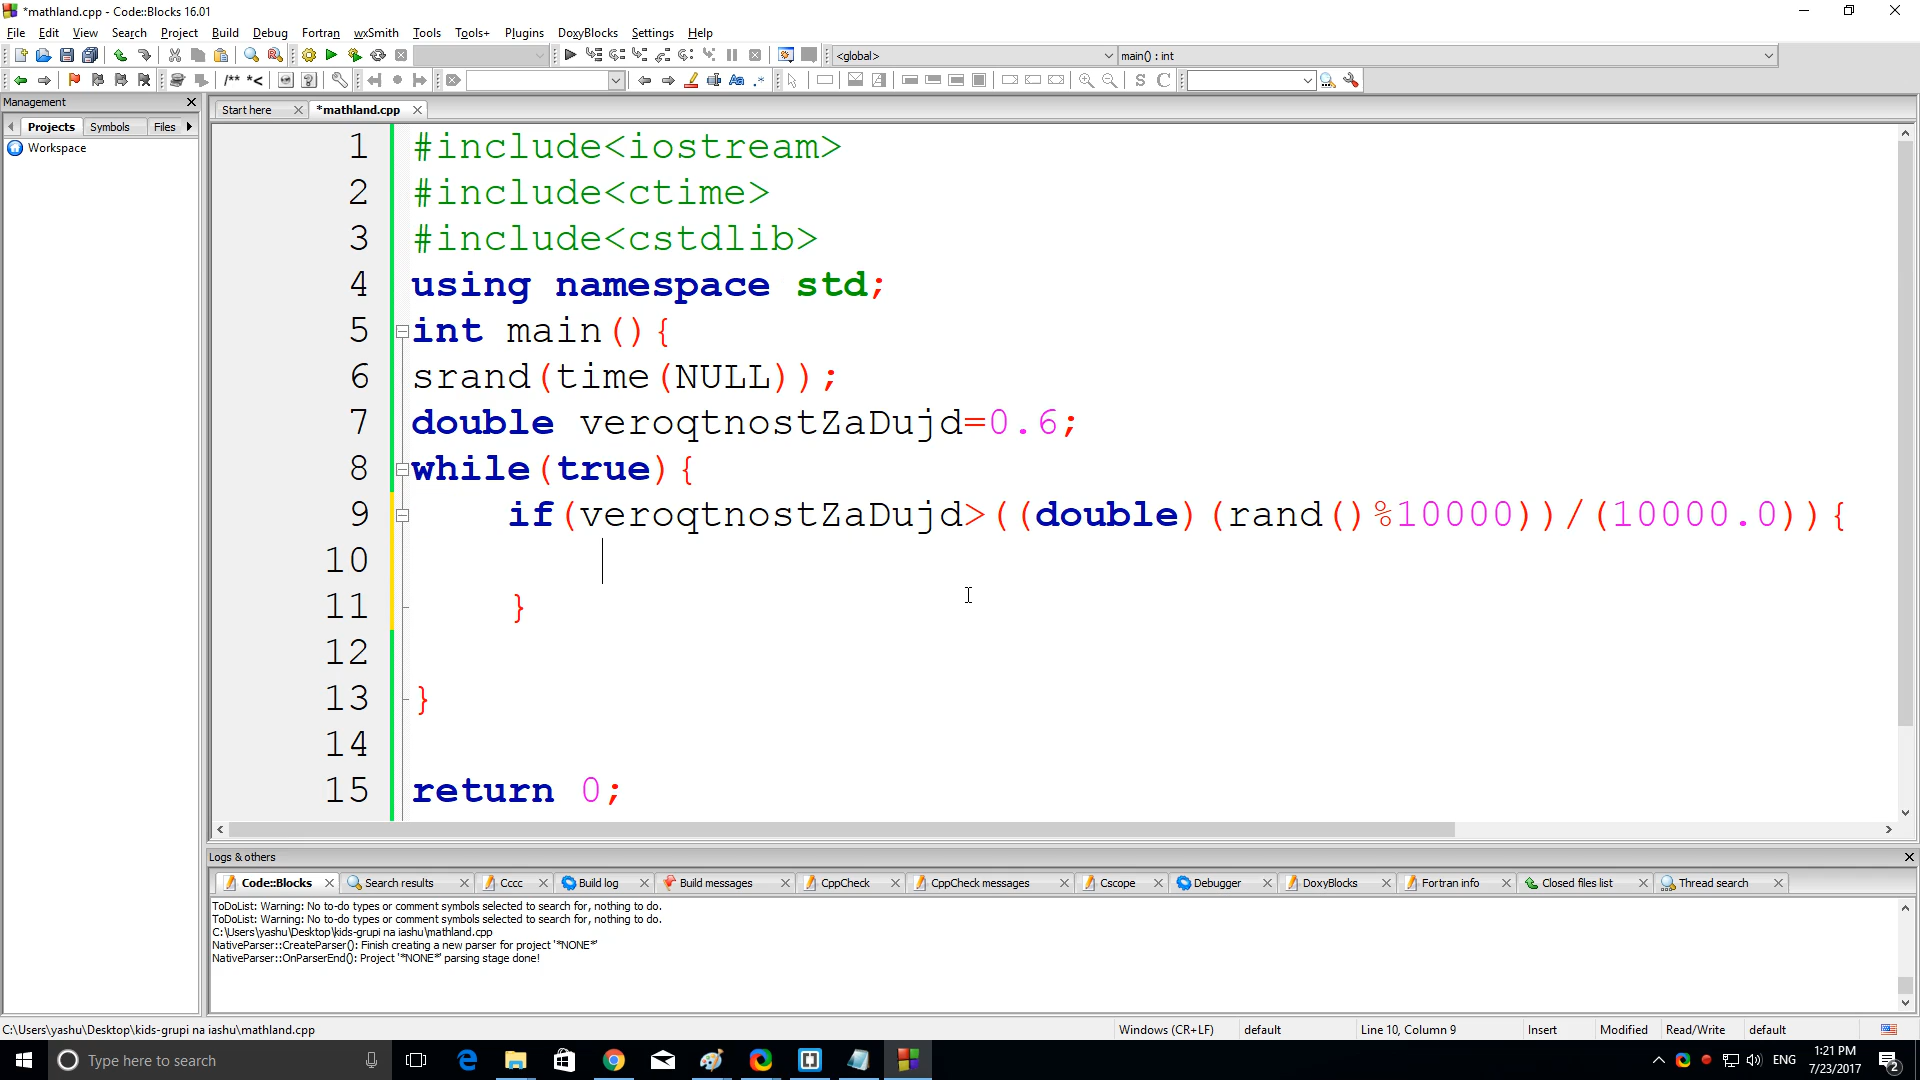 *mathland.cpp - Code::Blocks 16.01
File Edit View Search Project Build Debug Fortran wxSmith Tools Tools+ Plugins DoxyBlocks Settings Help
<global> main() : int
/** *<
Aa .* S C
Management
Start here *mathland.cpp
Projects Symbols Files
Workspace
1 #include<iostream>
2 #include<ctime>
3 #include<cstdlib>
4 using namespace std;
5 int main(){
6 srand(time(NULL));
7 double veroqtnostZaDujd=0.6;
8 while(true){
9 if(veroqtnostZaDujd>((double)(rand()%10000))/(10000.0)){
10
11 }
12
13 }
14
15 return 0;
Logs & others
Code::Blocks Search results Cccc Build log Build messages CppCheck CppCheck messages Cscope Debugger DoxyBlocks Fortran info Closed files list Thread search
ToDoList: Warning: No to-do types or comment symbols selected to search for, nothing to do.
ToDoList: Warning: No to-do types or comment symbols selected to search for, nothing to do.
C:\Users\yashu\Desktop\kids-grupi na iashu\mathland.cpp
NativeParser::CreateParser(): Finish creating a new parser for project '*NONE*'
NativeParser::OnParserEnd(): Project '*NONE*' parsing stage done!
C:\Users\yashu\Desktop\kids-grupi na iashu\mathland.cpp Windows (CR+LF) default Line 10, Column 9 Insert Modified Read/Write default
Type here to search ENG 1:21 PM
7/23/2017 2